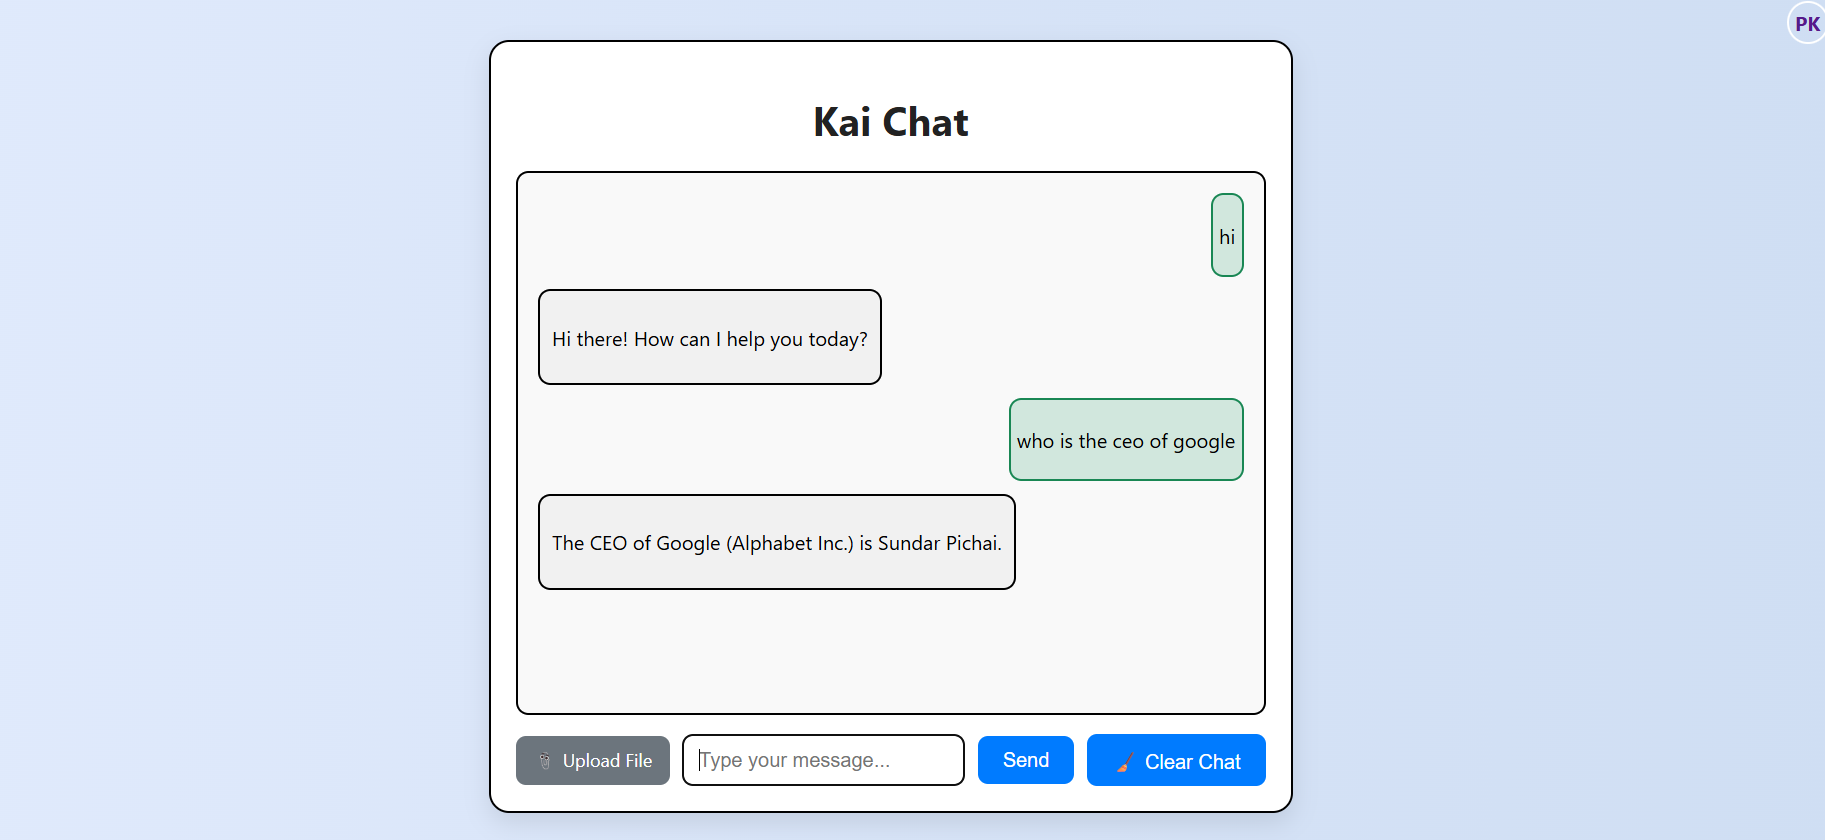 PK
Kai Chat
hi
Hi there! How can I help you today?
who is the ceo of google
The CEO of Google (Alphabet Inc.) is Sundar Pichai.
Upload File
Type your message...
Send
Clear Chat